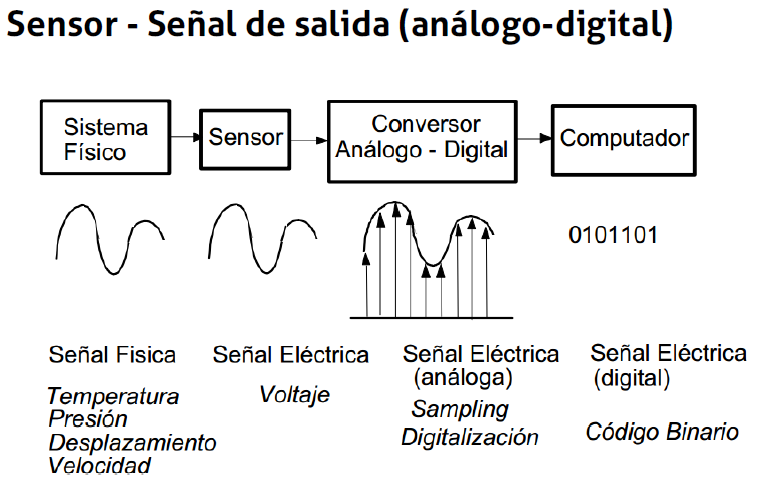 Sensor - Señal de salida (análogo-digital)
Sistema
Físico
Sensor
Conversor
Análogo - Digital
Computador
0101101
Señal Fisica
Temperatura
Presión
Desplazamiento
Velocidad
Señal Eléctrica
Voltaje
Señal Eléctrica
(análoga)
Sampling
Digitalización
Señal Eléctrica
(digital)
Código Binario